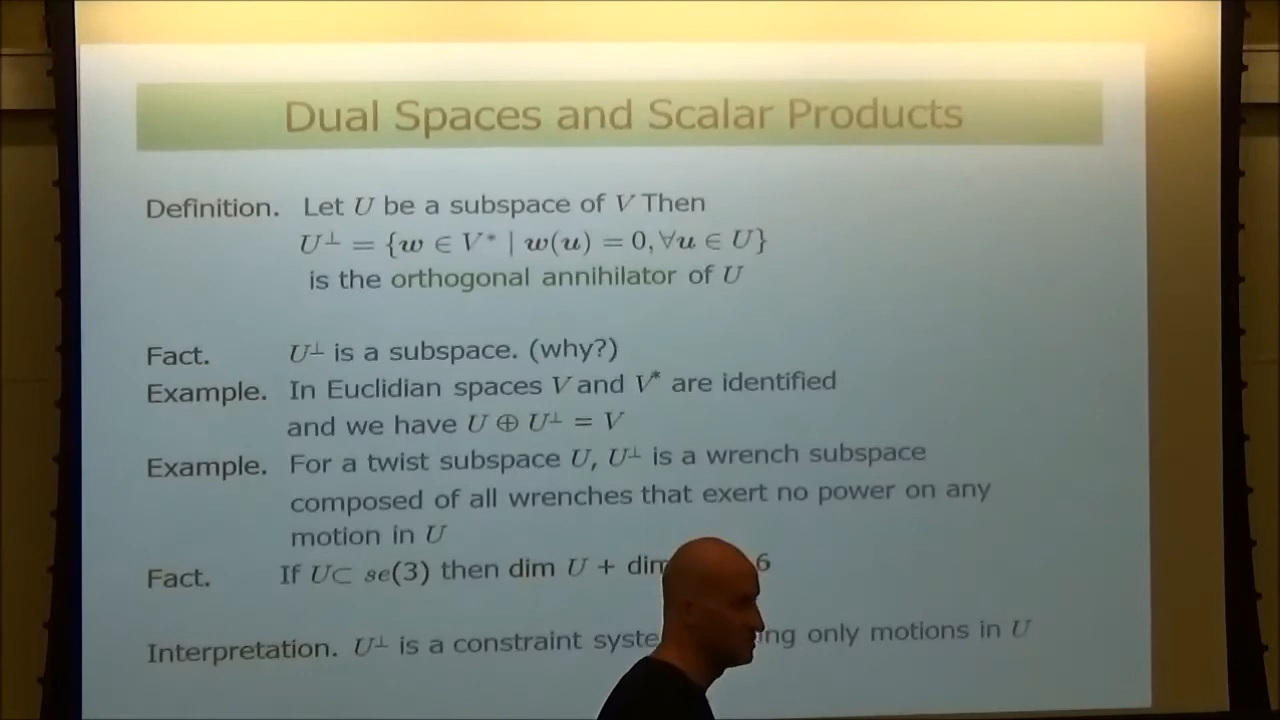 Dual Spaces and Scalar Products
Definition. Let U be a subspace of V Then
U⊥ = {w ∈ V* | w(u) = 0, ∀u ∈ U}
is the orthogonal annihilator of U
Fact. U⊥ is a subspace. (why?)
Example. In Euclidian spaces V and V* are identified
and we have U ⊕ U⊥ = V
Example. For a twist subspace U, U⊥ is a wrench subspace
composed of all wrenches that exert no power on any
motion in U
Fact. If U⊂ se(3) then dim U + 6
Interpretation. U⊥ is a constraint only motions in U